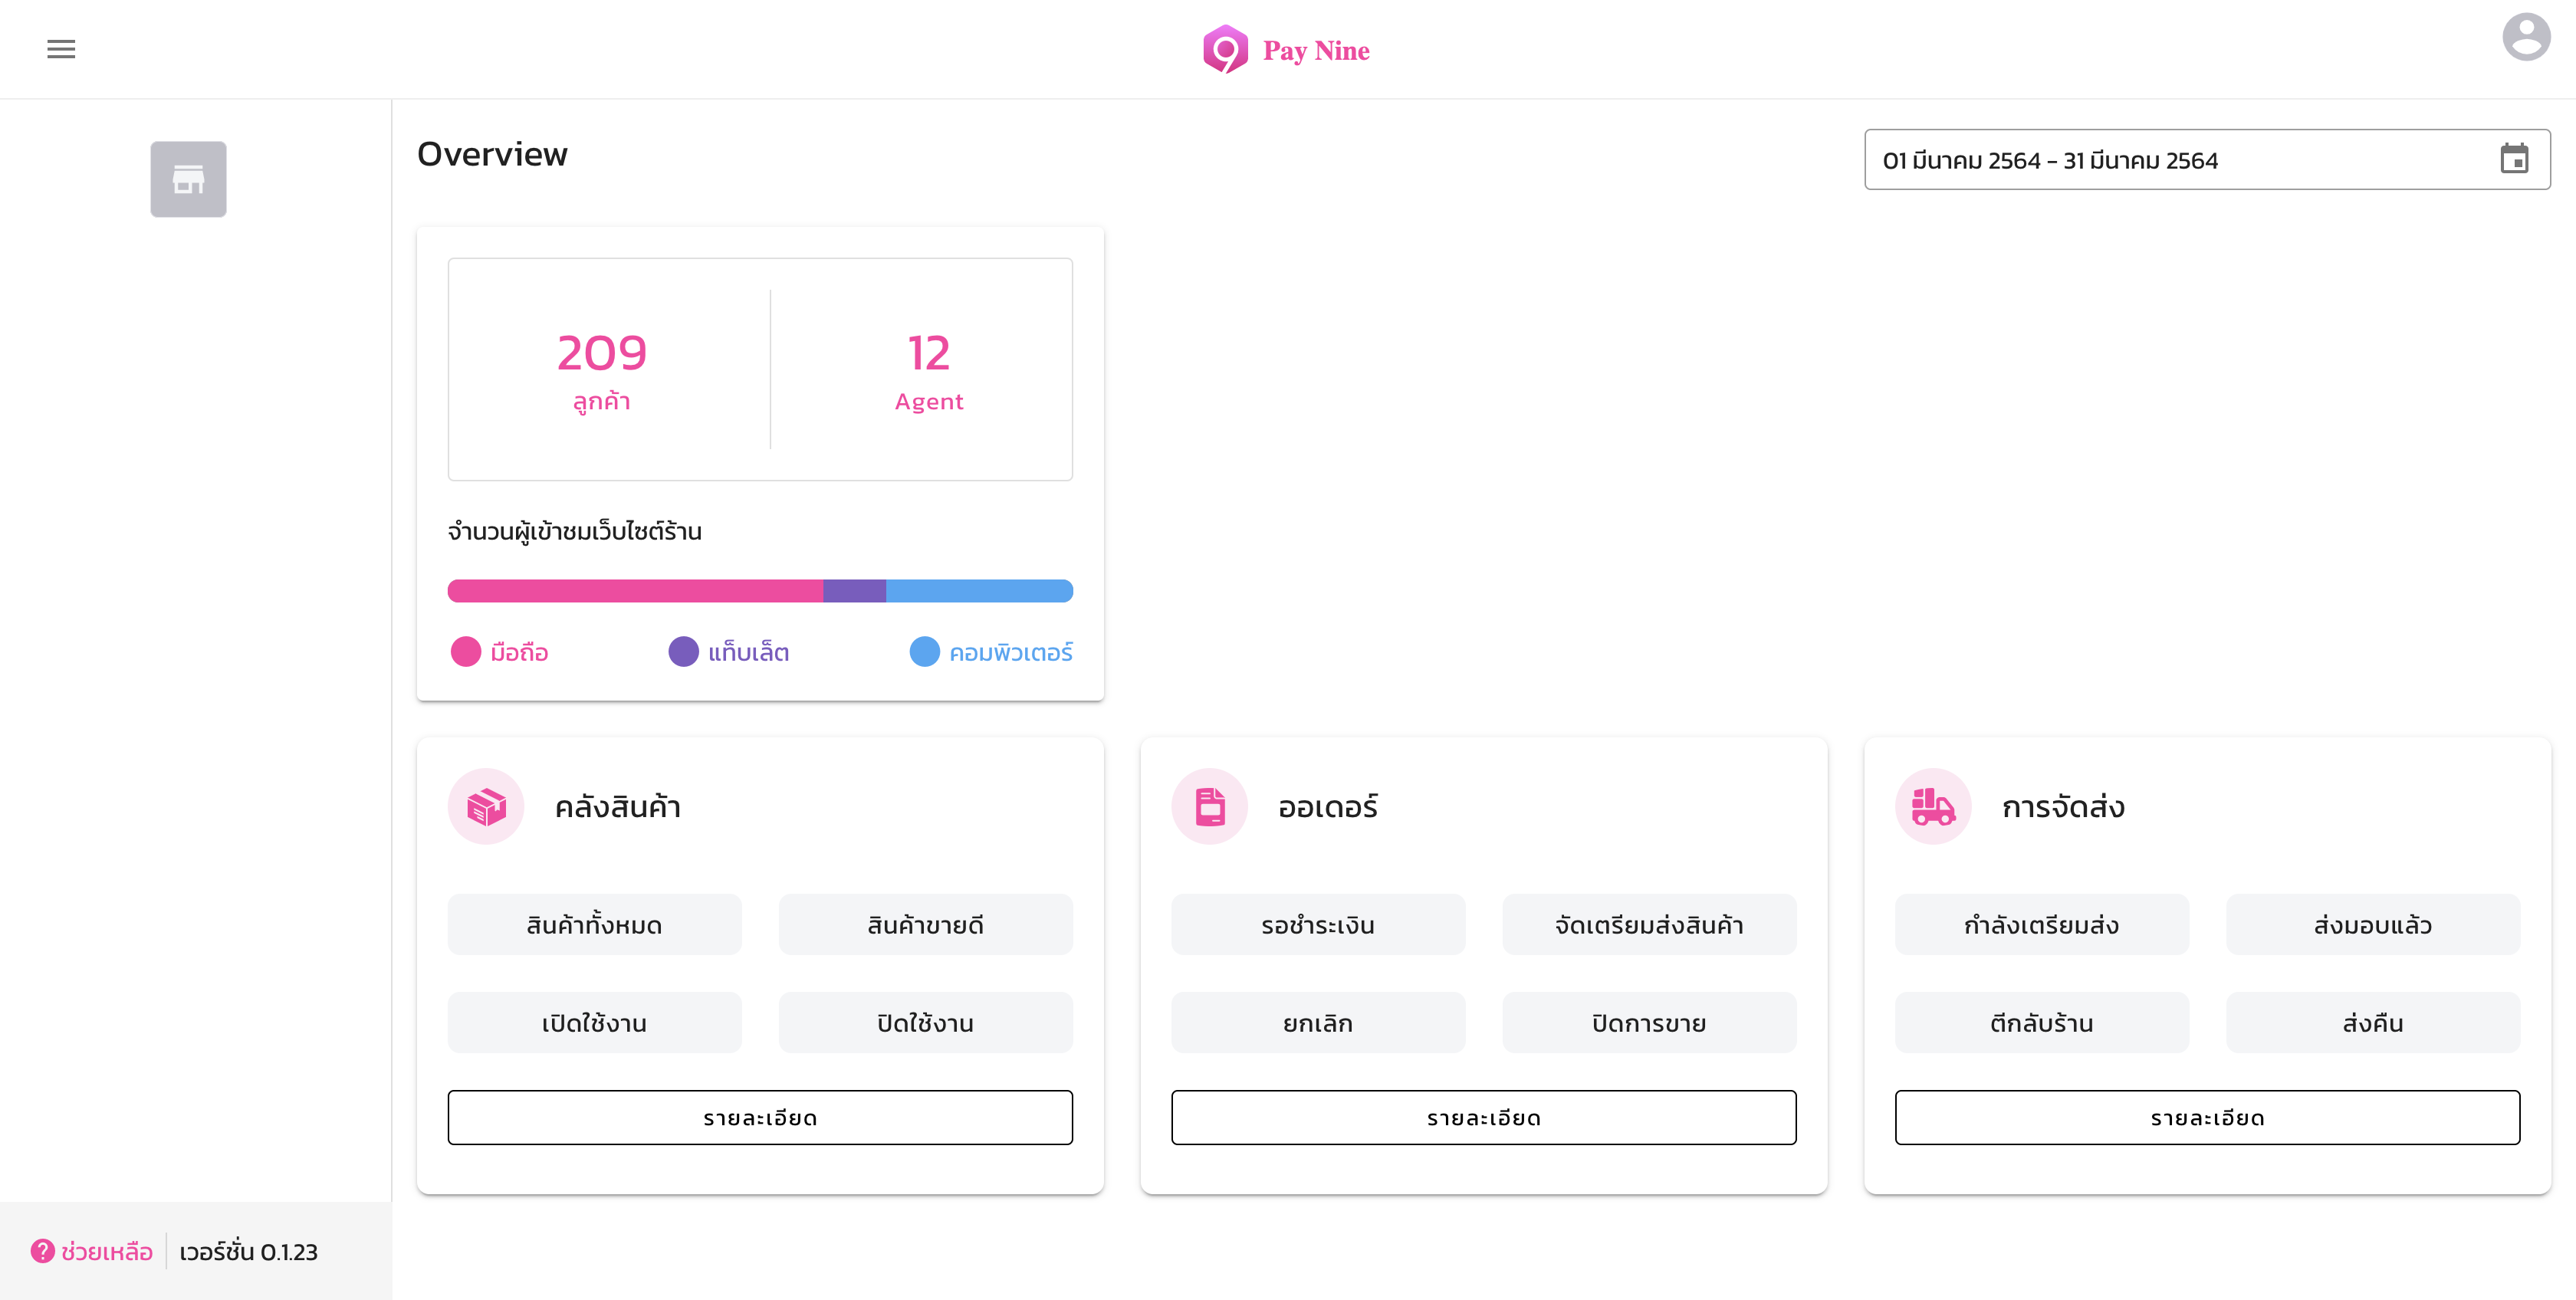 Pay Nine
Overview
01 มีนาคม 2564 - 31 มีนาคม 2564
209
ลูกค้า
12
Agent
จำนวนผู้เข้าชมเว็บไซต์ร้าน
มือถือ
แท็บเล็ต
คอมพิวเตอร์
คลังสินค้า
สินค้าทั้งหมด
สินค้าขายดี
เปิดใช้งาน
ปิดใช้งาน
รายละเอียด
ออเดอร์
รอชำระเงิน
จัดเตรียมส่งสินค้า
ยกเลิก
ปิดการขาย
รายละเอียด
การจัดส่ง
กำลังเตรียมส่ง
ส่งมอบแล้ว
ตีกลับร้าน
ส่งคืน
รายละเอียด
ช่วยเหลือ
เวอร์ชั่น 0.1.23